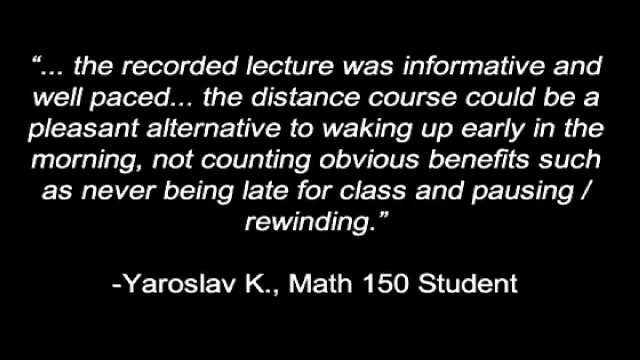 “... the recorded lecture was informative and
well paced... the distance course could be a
pleasant alternative to waking up early in the
morning, not counting obvious benefits such
as never being late for class and pausing /
rewinding.”
-Yaroslav K., Math 150 Student